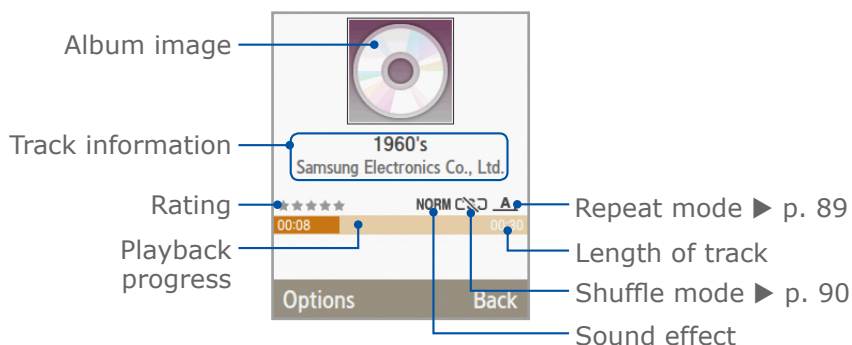 Album image
Track information
1960's
Samsung Electronics Co., Ltd.
Rating
NORM
A
Repeat mode ▶ p. 89
00:08
00:30
Playback
progress
Length of track
Shuffle mode ▶ p. 90
Options
Back
Sound effect